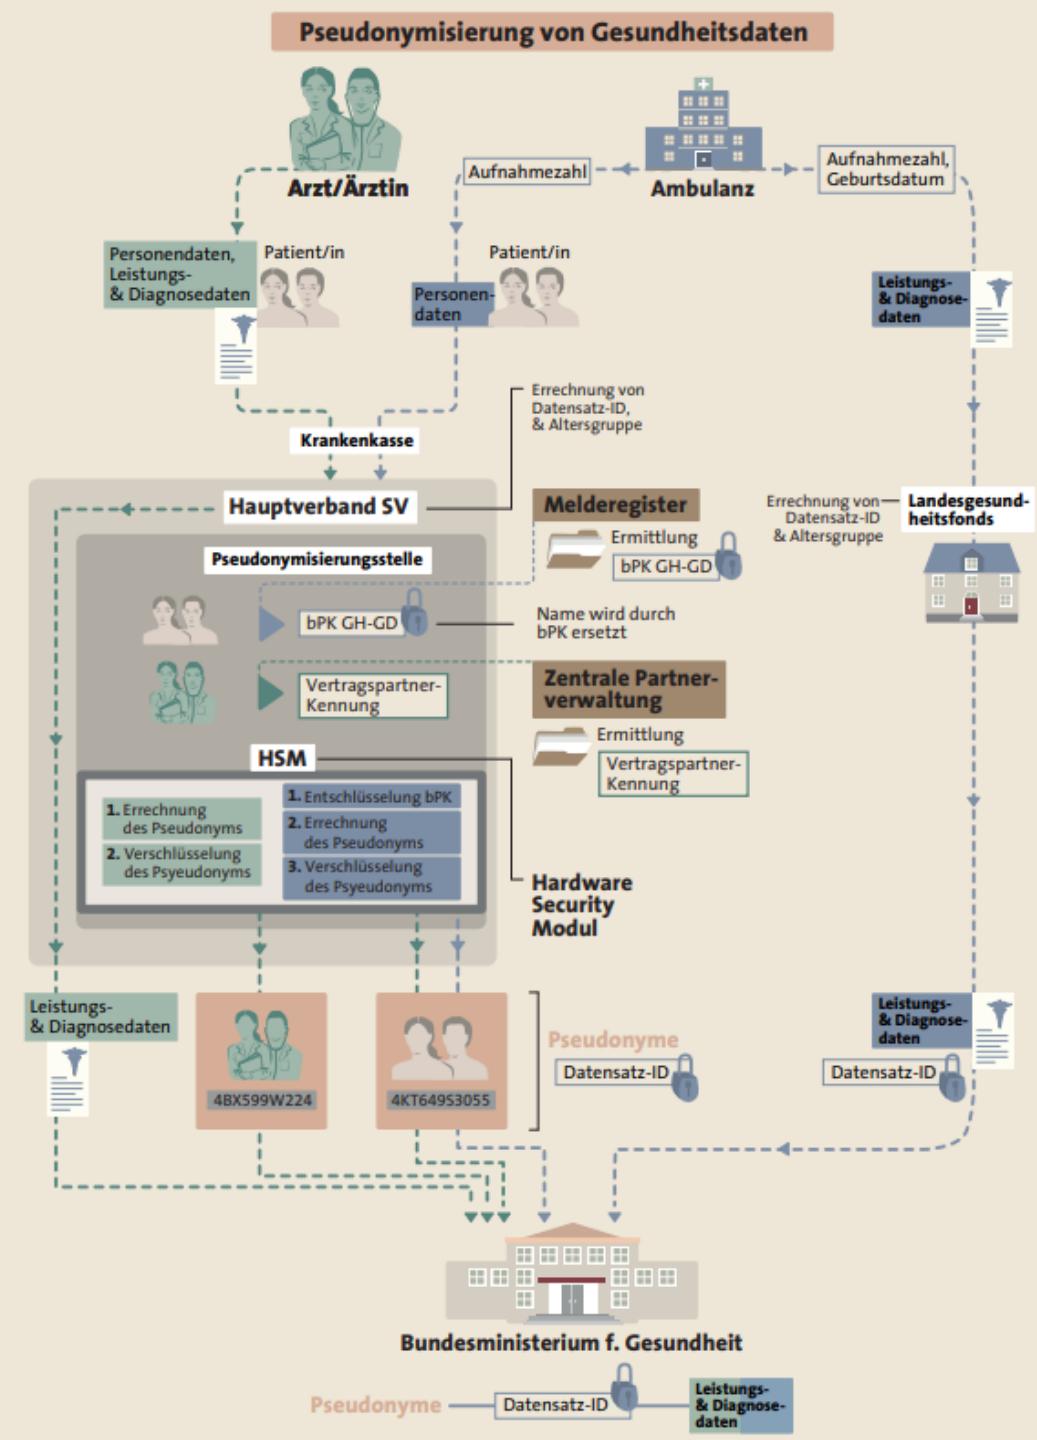 Pseudonymisierung von Gesundheitsdaten
Arzt/Ärztin
Aufnahmezahl
Ambulanz
Aufnahmezahl,
Geburtsdatum
Personendaten,
Leistungs-
& Diagnosedaten
Patient/in
Patient/in
Personen-
daten
Leistungs-
& Diagnose-
daten
Errechnung von
Datensatz-ID,
& Altersgruppe
Krankenkasse
Hauptverband SV
Melderegister
Ermittlung
bPK GH-GD
Errechnung von
Datensatz-ID
& Altersgruppe
Landesgesund-
heitsfonds
Pseudonymisierungsstelle
bPK GH-GD
Name wird durch
bPK ersetzt
Vertragspartner-
Kennung
Zentrale Partner-
verwaltung
Ermittlung
Vertragspartner-
Kennung
HSM
1. Errechnung
des Pseudonyms
2. Verschlüsselung
des Psyeudonyms
1. Entschlüsselung bPK
2. Errechnung
des Pseudonyms
3. Verschlüsselung
des Psyeudonyms
Hardware
Security
Modul
Leistungs-
& Diagnosedaten
4BX599W224
4KT649S3055
Pseudonyme
Datensatz-ID
Leistungs-
& Diagnose-
daten
Datensatz-ID
Bundesministerium f. Gesundheit
Pseudonyme
Datensatz-ID
Leistungs-
& Diagnose-
daten